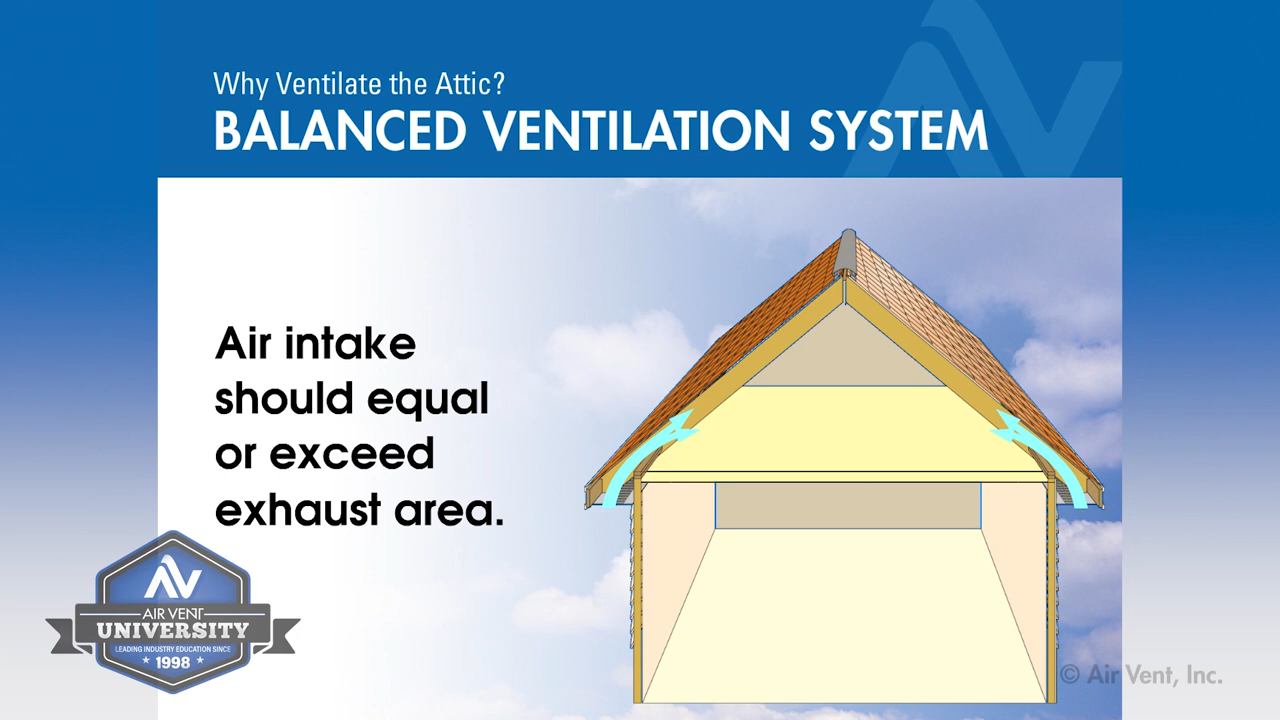 Why Ventilate the Attic?
BALANCED VENTILATION SYSTEM
Air intake
should equal
or exceed
exhaust area.
AIR VENT
UNIVERSITY
LEADING INDUSTRY EDUCATION SINCE
1998
© Air Vent, Inc.